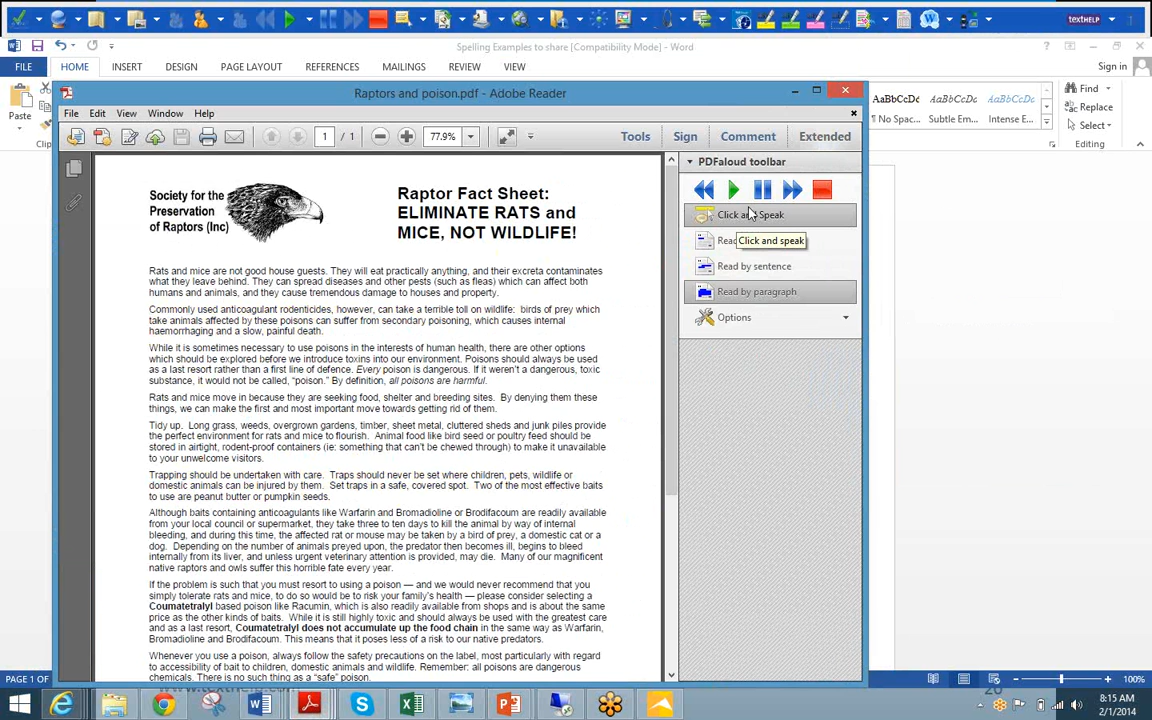 texthelp
Spelling Examples to share [Compatibility Mode] - Word
FILE HOME INSERT DESIGN PAGE LAYOUT REFERENCES MAILINGS REVIEW VIEW Sign in
Paste
AaBbCcDc AaBbCcDc AaBbCcDc
¶ No Spac... Subtle Em... Intense E...
Find
Replace
Select
Editing
Raptors and poison.pdf - Adobe Reader
File Edit View Window Help
1 / 1 77.9% Tools Sign Comment Extended
PDFaloud toolbar
Click and Speak
Click and speak
Read by sentence
Read by paragraph
Options
Society for the
Preservation
of Raptors (Inc)
Raptor Fact Sheet:
ELIMINATE RATS and
MICE, NOT WILDLIFE!
Rats and mice are not good house guests. They will eat practically anything, and their excreta contaminates
what they leave behind. They can spread diseases and other pests (such as fleas) which can affect both
humans and animals, and they cause tremendous damage to houses and property.
Commonly used anticoagulant rodenticides, however, can take a terrible toll on wildlife: birds of prey which
take animals affected by these poisons can suffer from secondary poisoning, which causes internal
haemorrhaging and a slow, painful death.
While it is sometimes necessary to use poisons in the interests of human health, there are other options
which should be explored before we introduce toxins into our environment. Poisons should always be used
as a last resort rather than a first line of defence. Every poison is dangerous. If it weren't a dangerous, toxic
substance, it would not be called, “poison.” By definition, all poisons are harmful.
Rats and mice move in because they are seeking food, shelter and breeding sites. By denying them these
things, we can make the first and most important move towards getting rid of them.
Tidy up. Long grass, weeds, overgrown gardens, timber, sheet metal, cluttered sheds and junk piles provide
the perfect environment for rats and mice to flourish. Animal food like bird seed or poultry feed should be
stored in airtight, rodent-proof containers (ie: something that can't be chewed through) to make it unavailable
to your unwelcome visitors.
Trapping should be undertaken with care. Traps should never be set where children, pets, wildlife or
domestic animals can be injured by them. Set traps in a safe, covered spot. Two of the most effective baits
to use are peanut butter or pumpkin seeds.
Although baits containing anticoagulants like Warfarin and Bromadioline or Brodifacoum are readily available
from your local council or supermarket, they take three to ten days to kill the animal by way of internal
bleeding, and during this time, the affected rat or mouse may be taken by a bird of prey, a domestic cat or a
dog. Depending on the number of animals preyed upon, the predator then becomes ill, begins to bleed
internally from its liver, and unless urgent veterinary attention is provided, may die. Many of our magnificent
native raptors and owls suffer this horrible fate every year.
If the problem is such that you must resort to using a poison — and we would never recommend that you
simply tolerate rats and mice, to do so would be to risk your family's health — please consider selecting a
Coumatetralyl based poison like Racumin, which is also readily available from shops and is about the same
price as the other kinds of baits. While it is still highly toxic and should always be used with the greatest care
and as a last resort, Coumatetralyl does not accumulate up the food chain in the same way as Warfarin,
Bromadioline and Brodifacoum. This means that it poses less of a risk to our native predators.
Whenever you use a poison, always follow the safety precautions on the label, most particularly with regard
to accessibility of bait to children, domestic animals and wildlife. Remember: all poisons are dangerous
chemicals. There is no such thing as a “safe” poison.
PAGE 1 OF 100%
www.texthelp.com 26
8:15 AM
2/1/2014